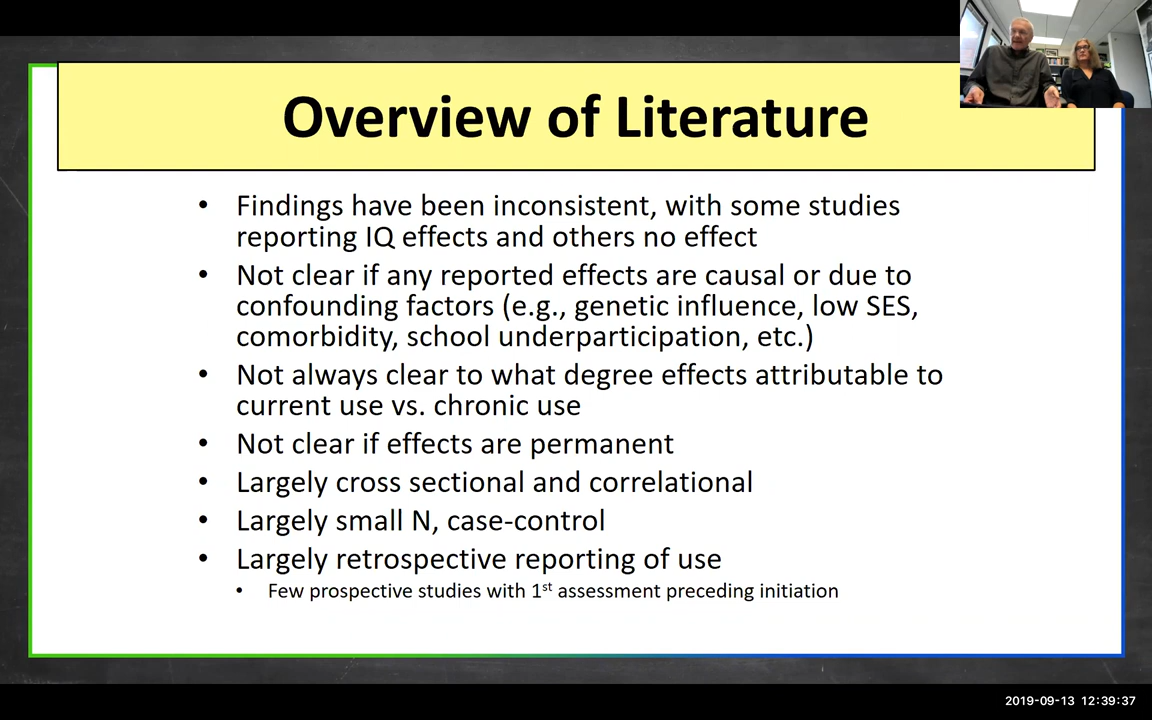 Overview of Literature
• Findings have been inconsistent, with some studies
reporting IQ effects and others no effect
• Not clear if any reported effects are causal or due to
confounding factors (e.g., genetic influence, low SES,
comorbidity, school underparticipation, etc.)
• Not always clear to what degree effects attributable to
current use vs. chronic use
• Not clear if effects are permanent
• Largely cross sectional and correlational
• Largely small N, case-control
• Largely retrospective reporting of use
• Few prospective studies with 1st assessment preceding initiation
2019-09-13 12:39:37